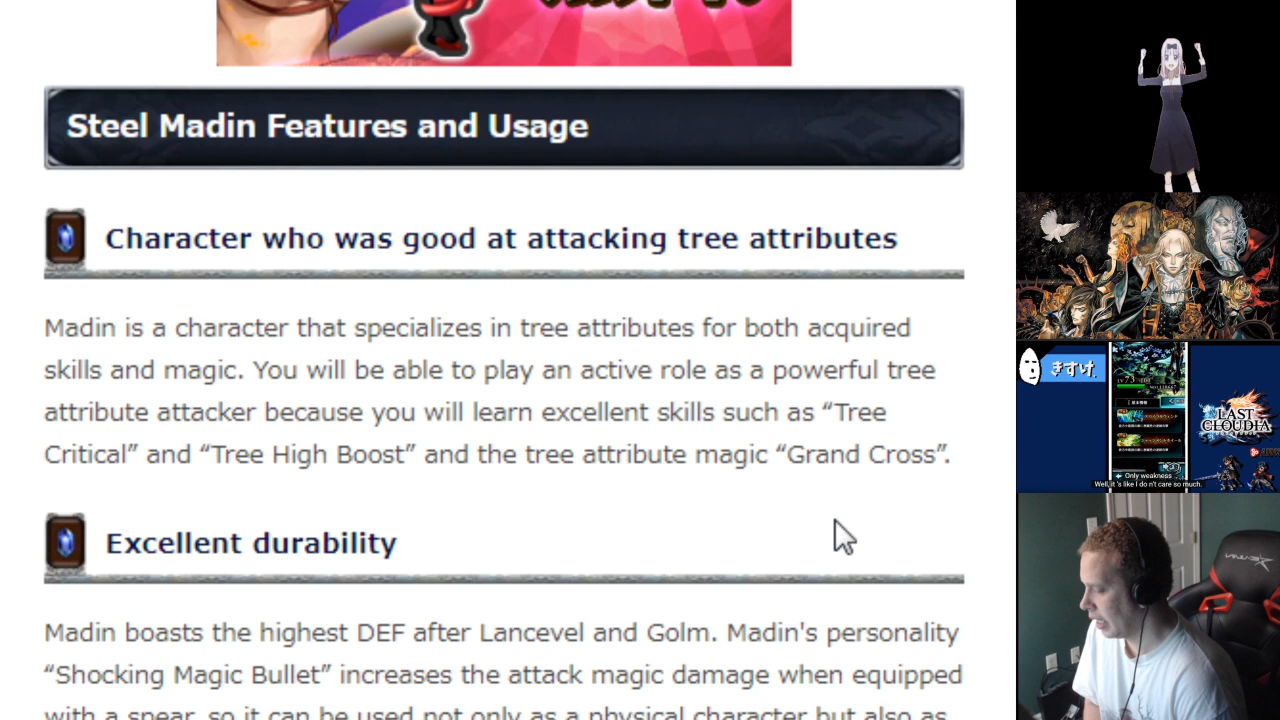 Steel Madin Features and Usage
Character who was good at attacking tree attributes
Madin is a character that specializes in tree attributes for both acquired
skills and magic. You will be able to play an active role as a powerful tree
attribute attacker because you will learn excellent skills such as “Tree
Critical” and “Tree High Boost” and the tree attribute magic “Grand Cross”.
Excellent durability
Madin boasts the highest DEF after Lancevel and Golm. Madin's personality
“Shocking Magic Bullet” increases the attack magic damage when equipped
with a spear, so it can be used not only as a physical character but also as
きすけ
LAST
CLOUDIA
Only weakness
Well, it 's like I do n't care so much.